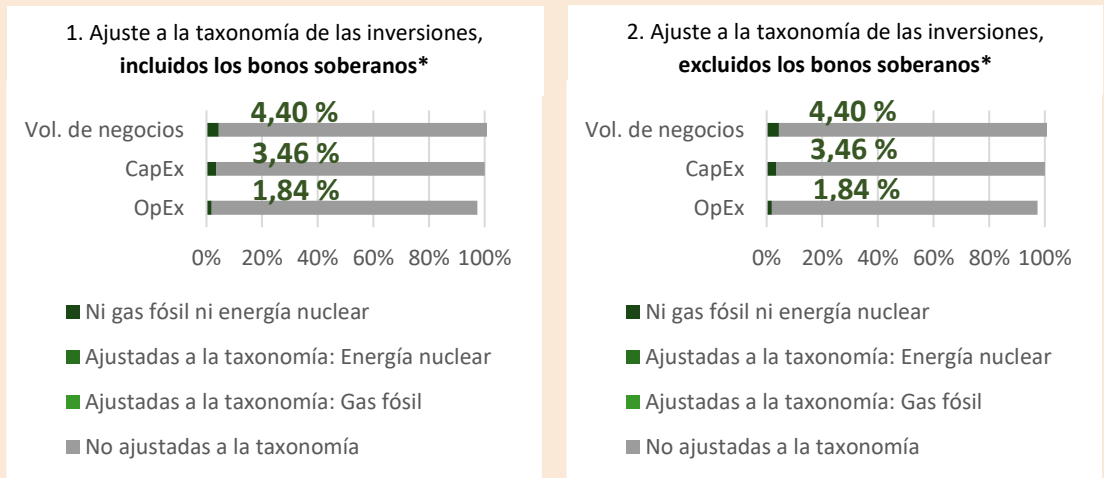 1. Ajuste a la taxonomía de las inversiones,
incluidos los bonos soberanos*
4,40 %
Vol. de negocios
3,46 %
CapEx
1,84 %
OpEx
0% 20% 40% 60% 80% 100%
Ni gas fósil ni energía nuclear
Ajustadas a la taxonomía: Energía nuclear
Ajustadas a la taxonomía: Gas fósil
No ajustadas a la taxonomía
2. Ajuste a la taxonomía de las inversiones,
excluidos los bonos soberanos*
4,40 %
Vol. de negocios
3,46 %
CapEx
1,84 %
OpEx
0% 20% 40% 60% 80% 100%
Ni gas fósil ni energía nuclear
Ajustadas a la taxonomía: Energía nuclear
Ajustadas a la taxonomía: Gas fósil
No ajustadas a la taxonomía